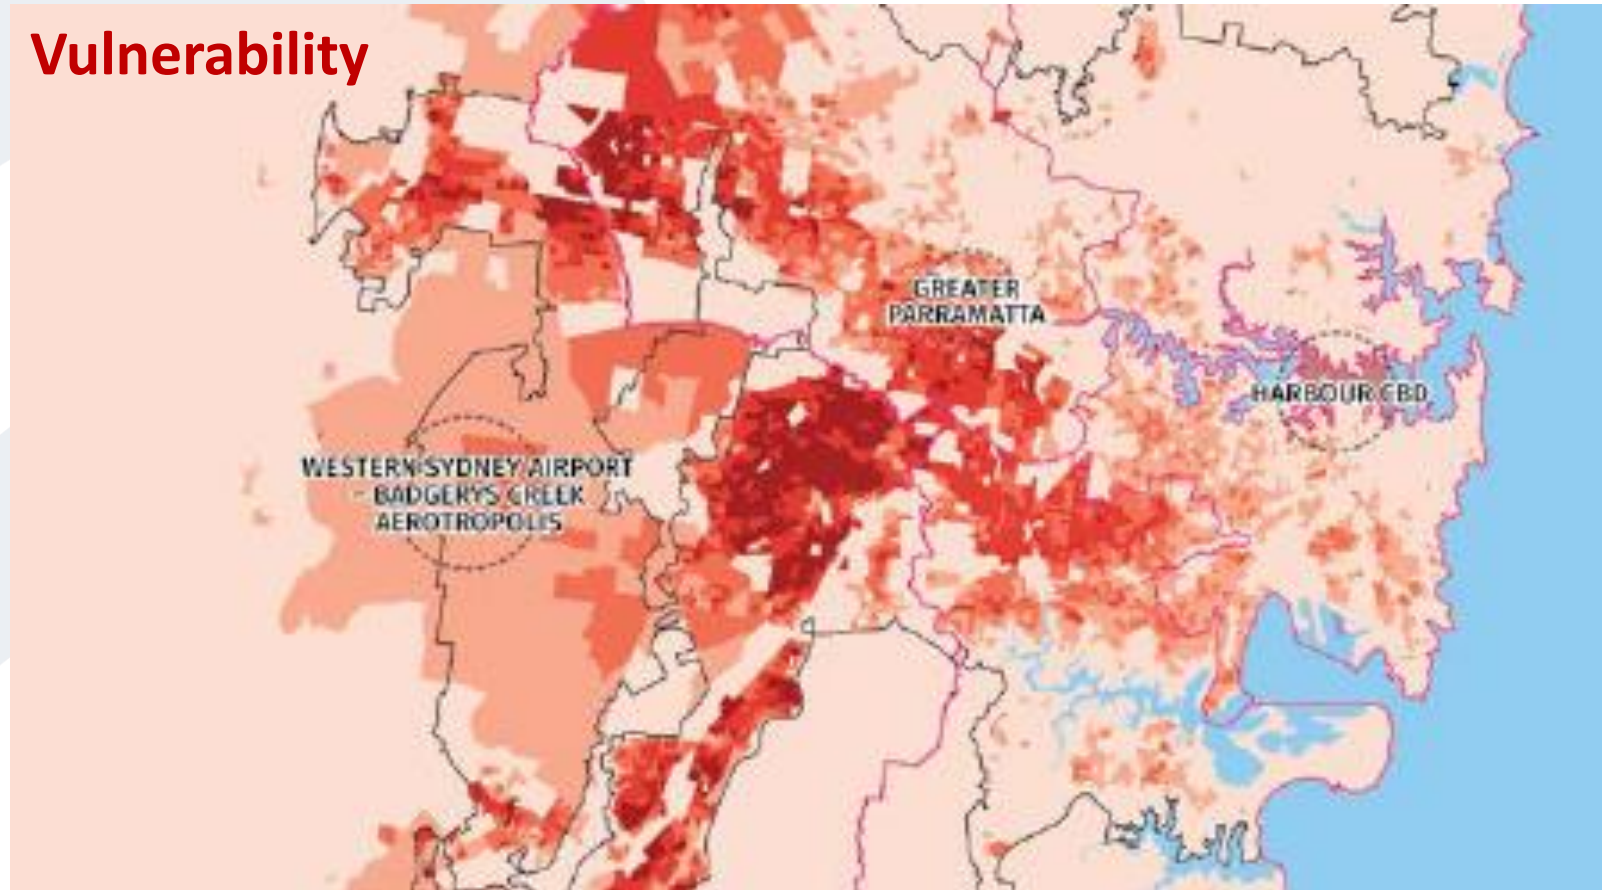 Vulnerability
GREATER
PARRAMATTA
HARBOUR CBD
WESTERN SYDNEY AIRPORT
- BADGERYS CREEK
AEROTROPOLIS